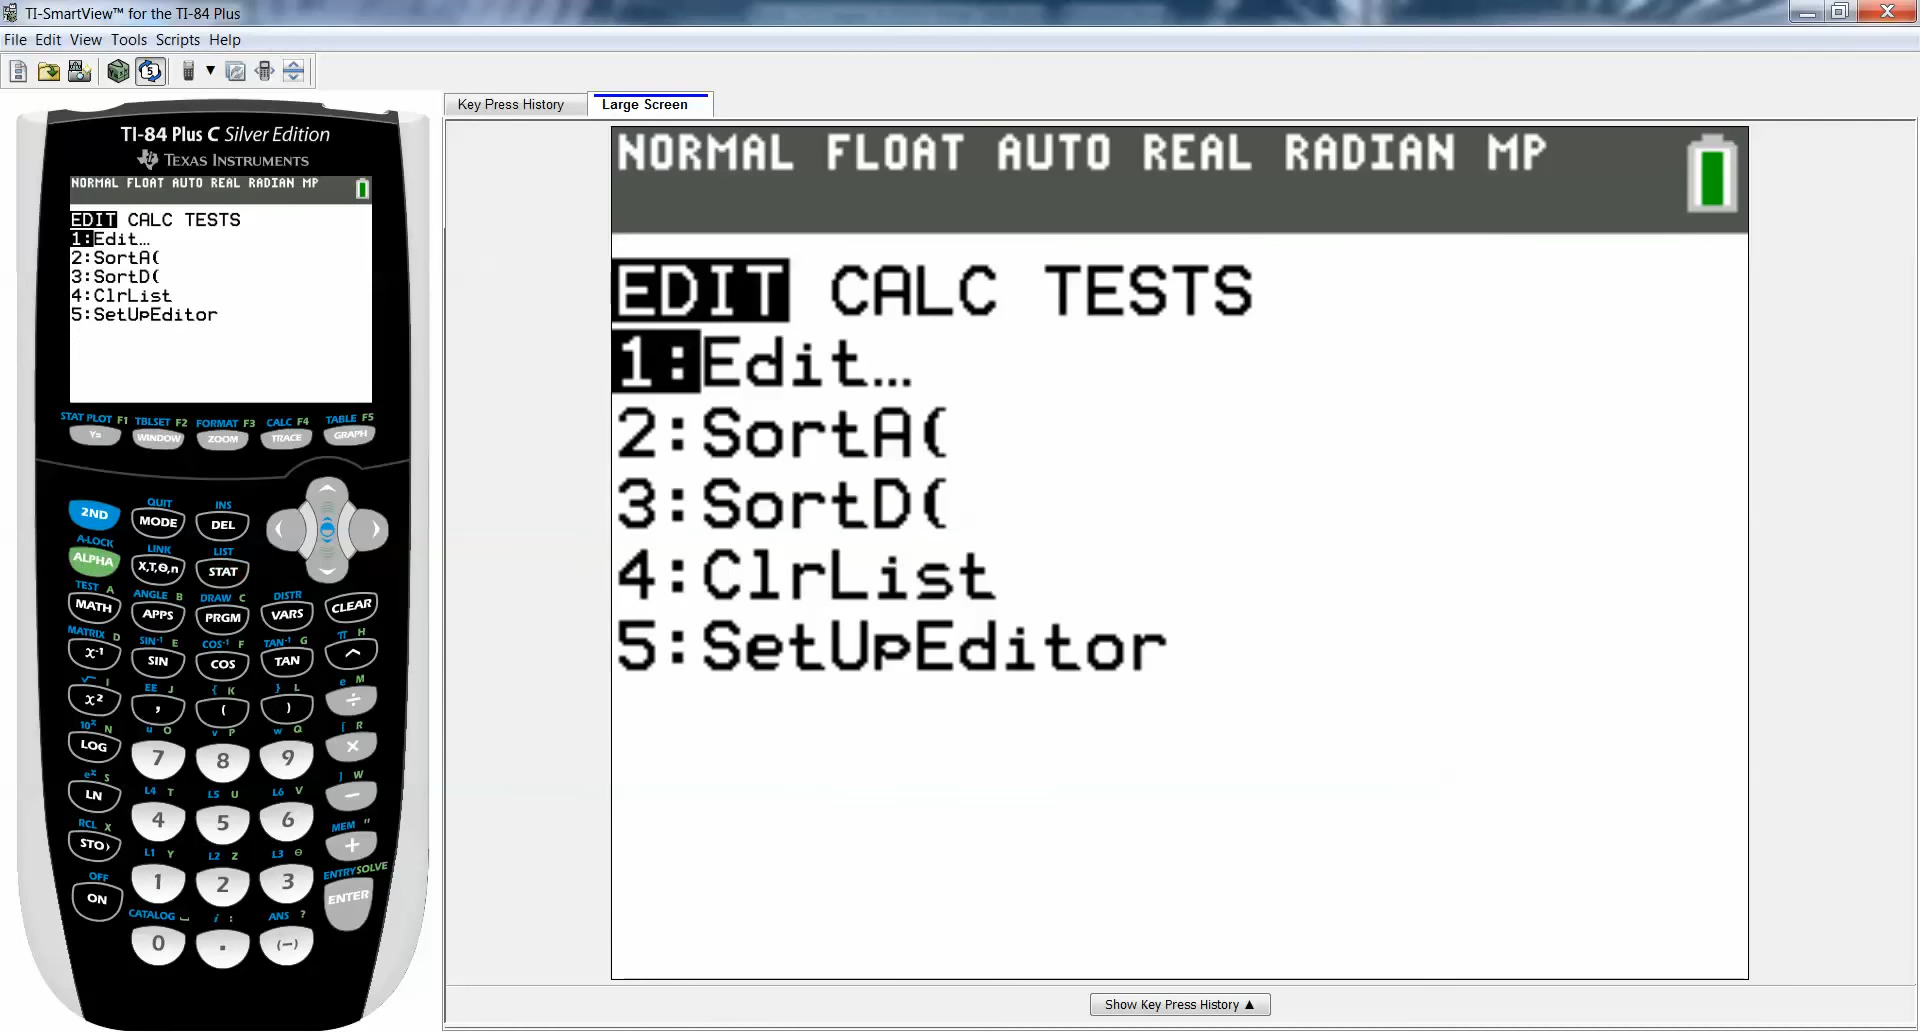 TI-SmartView™ for the TI-84 Plus
File Edit View Tools Scripts Help
5
Key Press History Large Screen
TI-84 Plus C Silver Edition
TEXAS INSTRUMENTS
NORMAL FLOAT AUTO REAL RADIAN MP
EDIT CALC TESTS
1:Edit…
2:SortA(
3:SortD(
4:ClrList
5:SetUpEditor
STAT PLOT F1 TBLSET F2 FORMAT F3 CALC F4 TABLE F5
Y= WINDOW ZOOM TRACE GRAPH
QUIT INS
2ND MODE DEL
A-LOCK LINK LIST
ALPHA X,T,Θ,n STAT
TEST A ANGLE B DRAW C DISTR
MATH APPS PRGM VARS CLEAR
MATRIX D SIN⁻¹ E COS⁻¹ F TAN⁻¹ G π H
x⁻¹ SIN COS TAN ^
√ I EE J { K } L e M
x² , ( ) ÷
10ˣ N u O v P w Q [ R
LOG 7 8 9 ×
eˣ S L4 T L5 U L6 V ] W
LN 4 5 6 −
RCL X L1 Y L2 Z L3 θ MEM "
STO› 1 2 3 +
OFF CATALOG ⎵ i : ANS ? ENTRY SOLVE
ON 0 . (−) ENTER
NORMAL FLOAT AUTO REAL RADIAN MP
EDIT CALC TESTS
1:Edit…
2:SortA(
3:SortD(
4:ClrList
5:SetUpEditor
Show Key Press History ▲